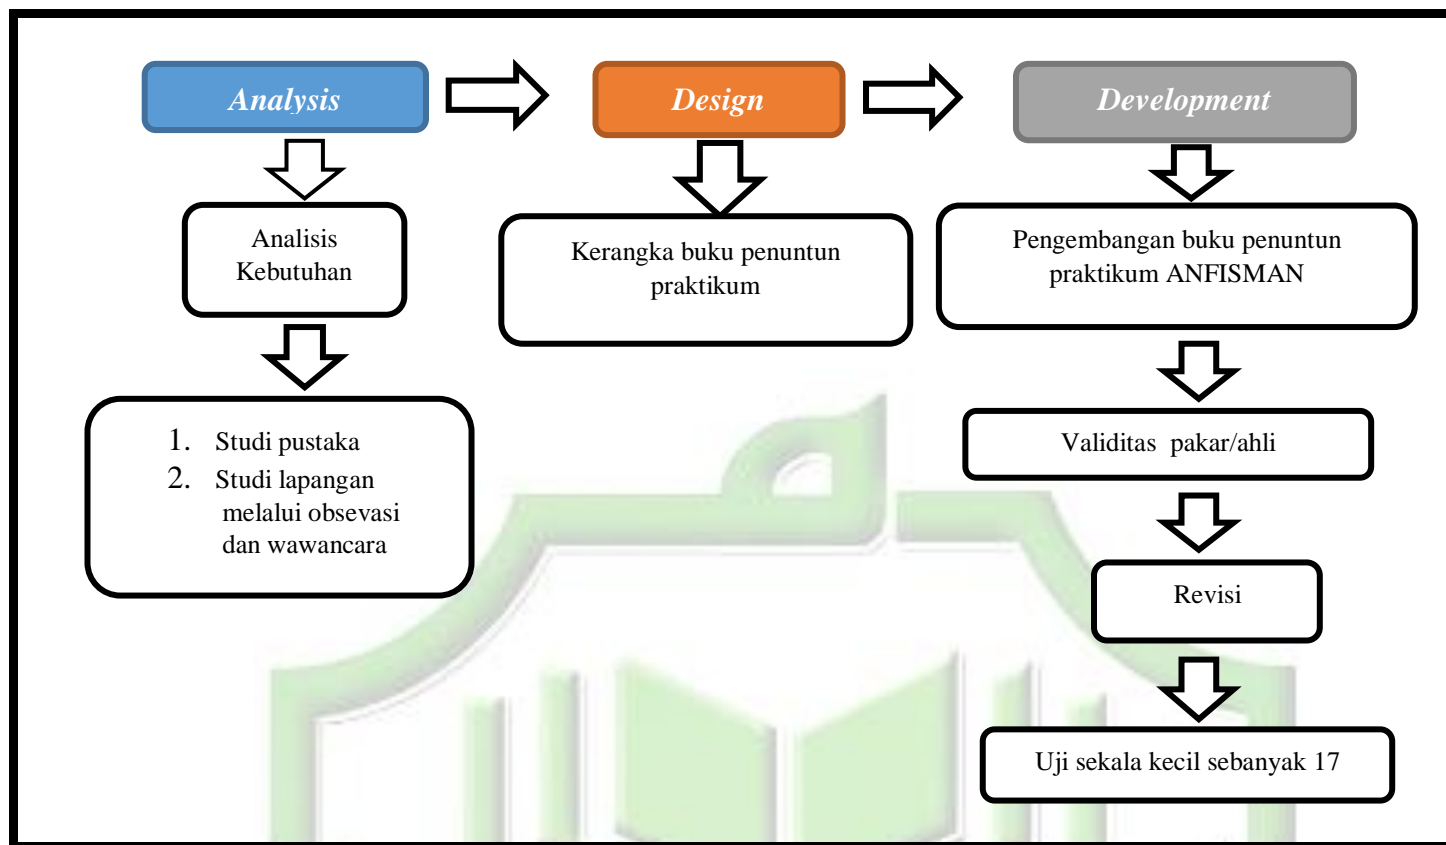 Analysis
Design
Development
Analisis
Kebutuhan
Kerangka buku penuntun
praktikum
Pengembangan buku penuntun
praktikum ANFISMAN
1. Studi pustaka
2. Studi lapangan
melalui obsevasi
dan wawancara
Validitas pakar/ahli
Revisi
Uji sekala kecil sebanyak 17